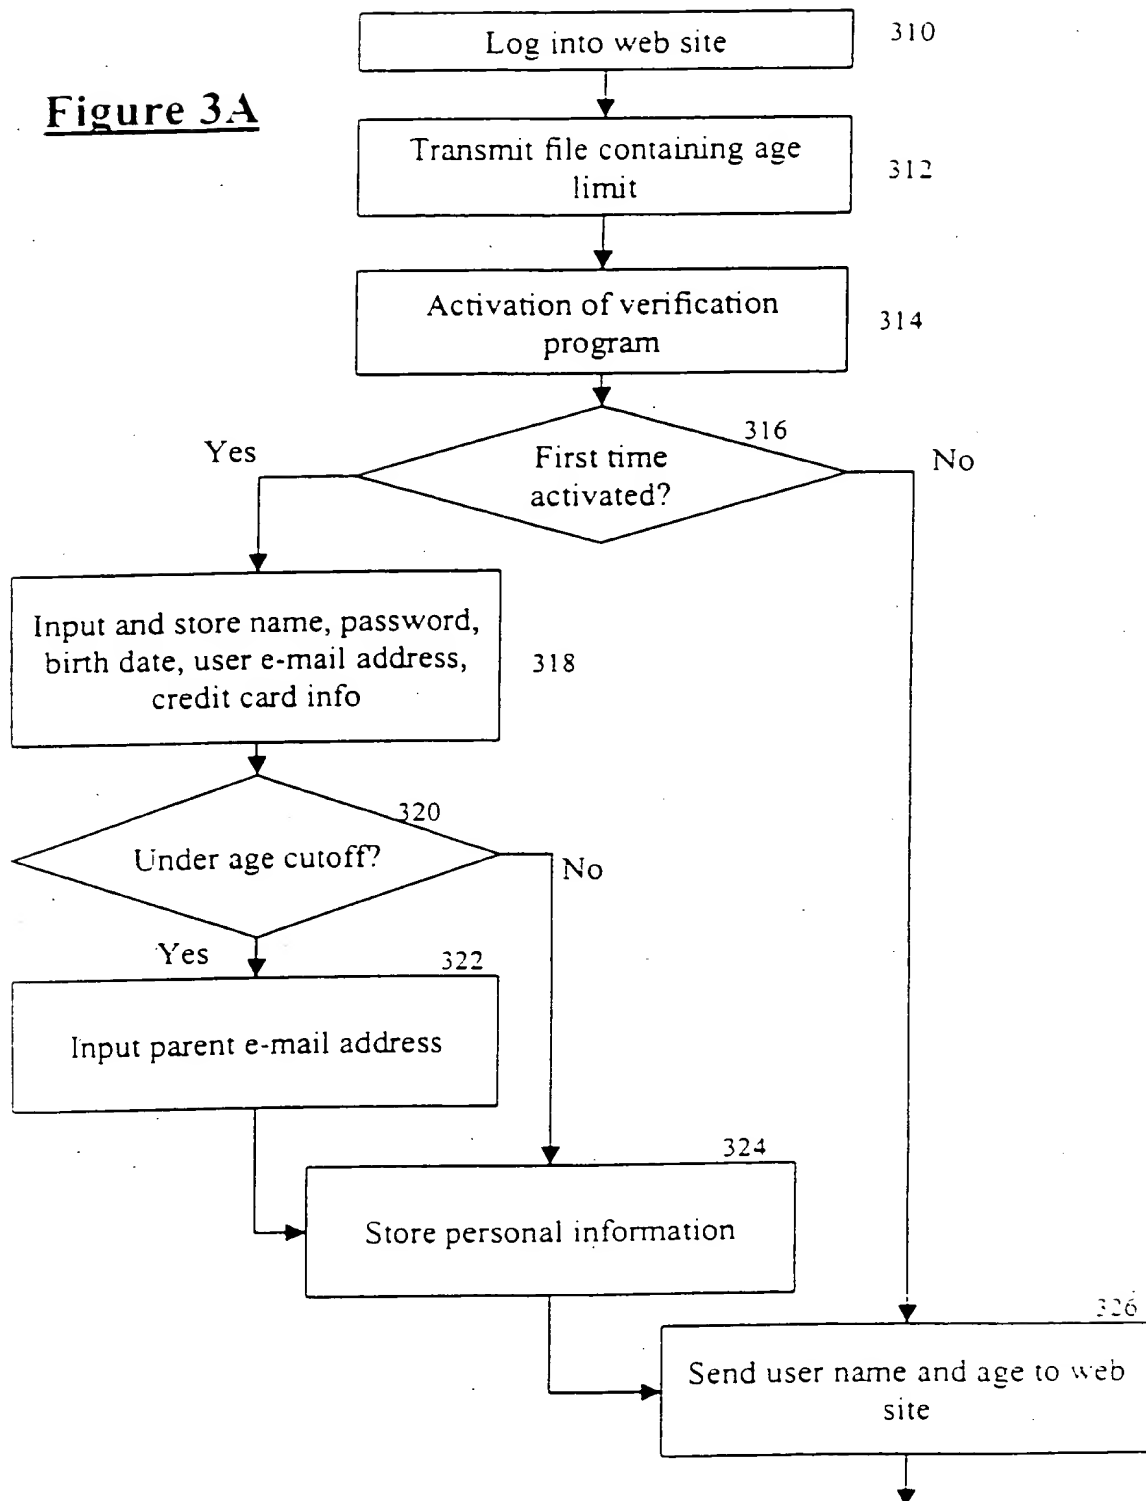 Log into web site
310
Figure 3A
Transmit file containing age
limit
312
Activation of verification
program
314
316
Yes
First time
activated?
No
Input and store name, password,
birth date, user e-mail address,
credit card info
318
320
Under age cutoff?
No
Yes
322
Input parent e-mail address
324
Store personal information
326
Send user name and age to web
site